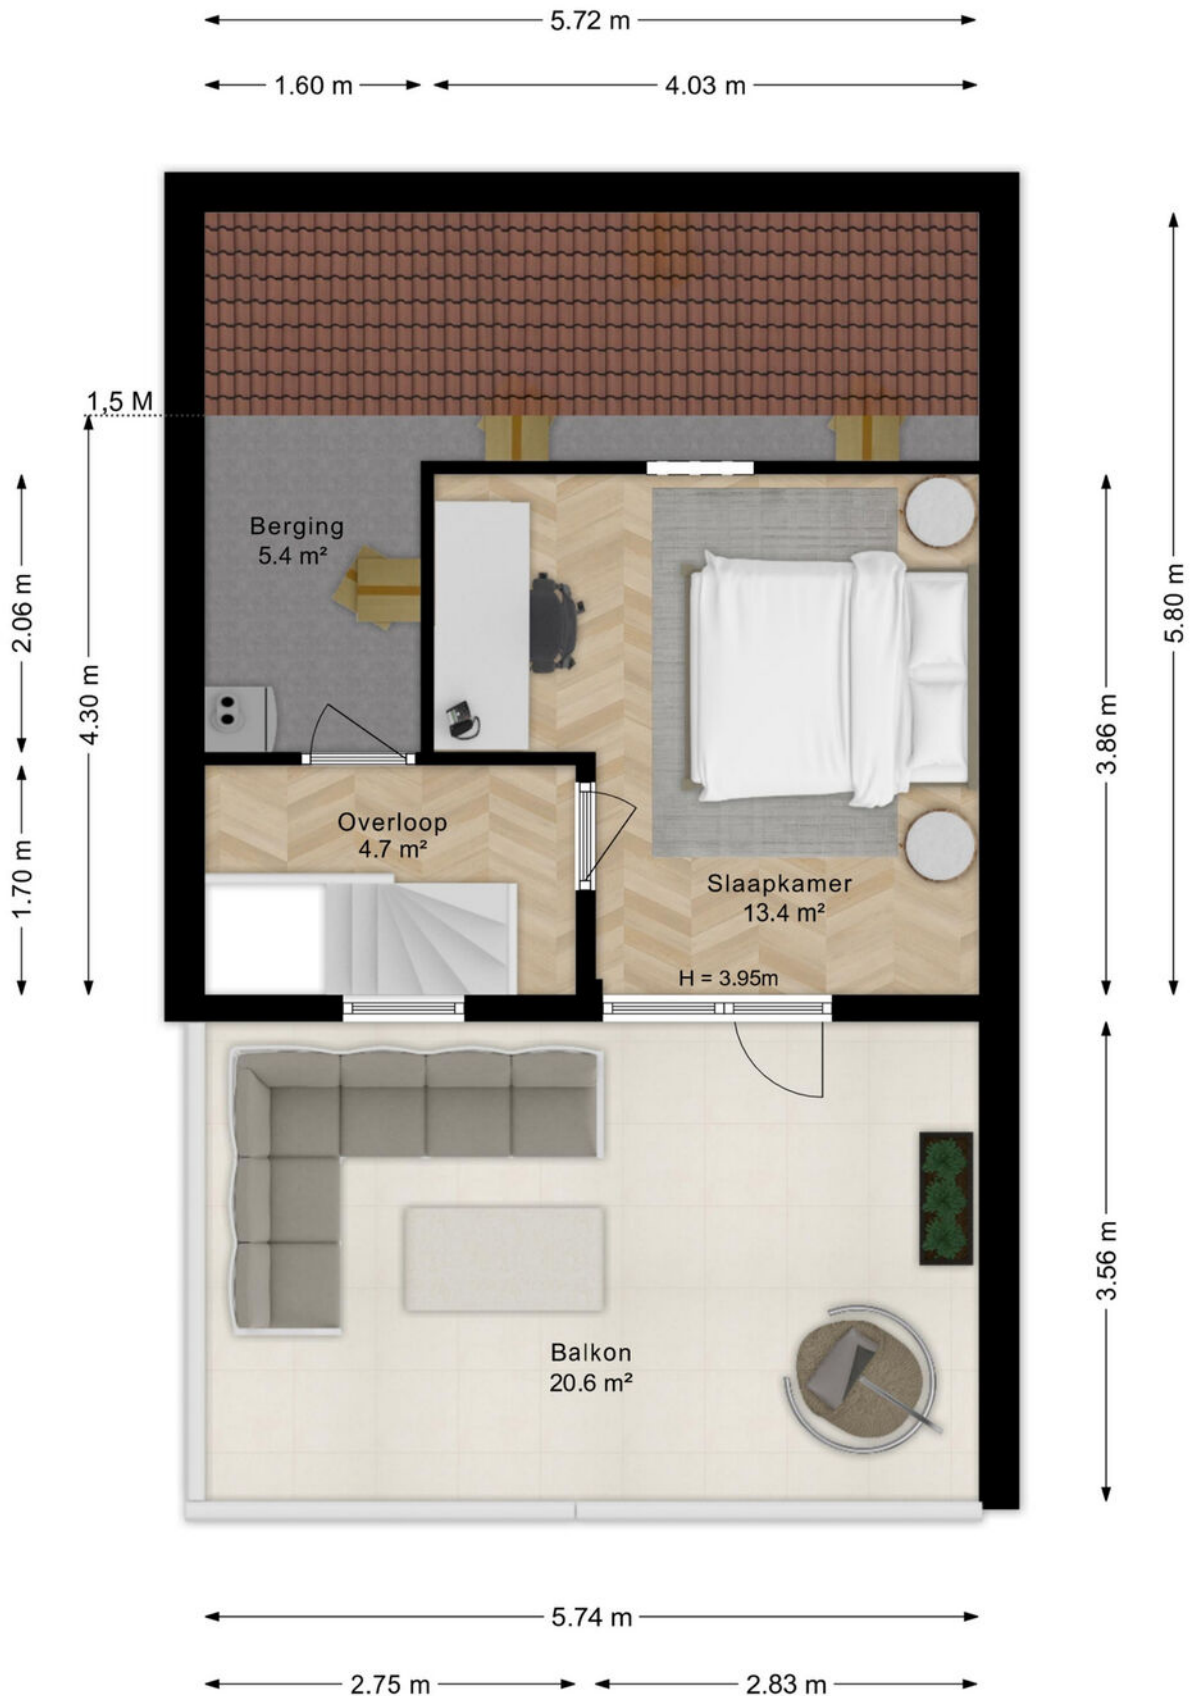 5.72 m
1.60 m
4.03 m
1,5 M
Berging
5.4 m²
2.06 m
4.30 m
5.80 m
3.86 m
Overloop
4.7 m²
1.70 m
Slaapkamer
13.4 m²
H = 3.95m
3.56 m
Balkon
20.6 m²
5.74 m
2.75 m
2.83 m